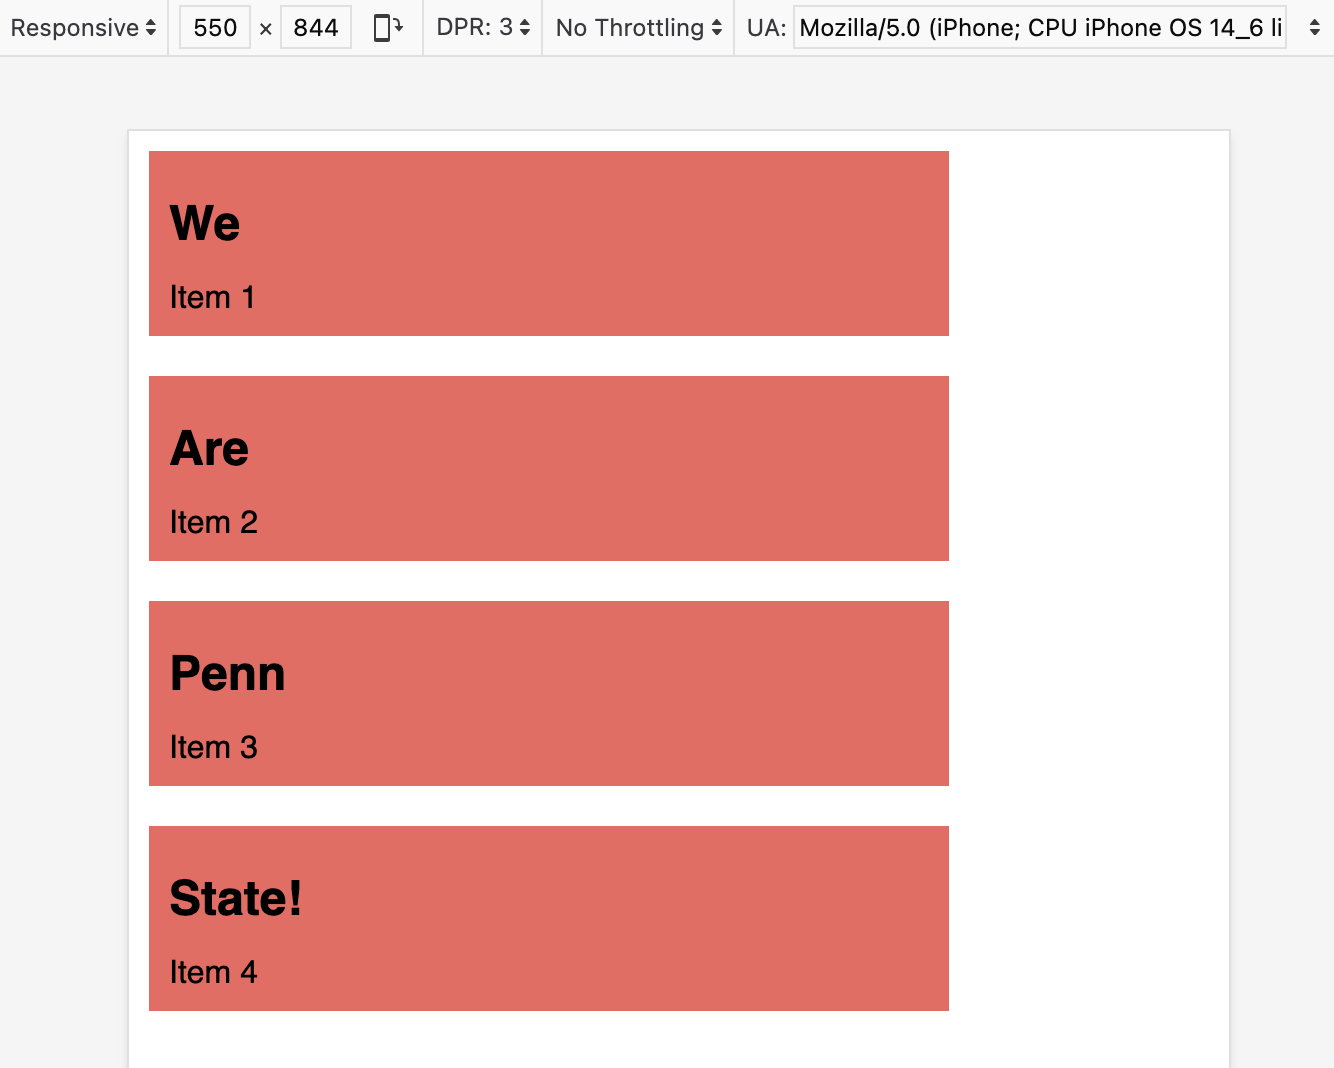 Responsive 550 × 844 DPR: 3 No Throttling UA: Mozilla/5.0 (iPhone; CPU iPhone OS 14_6 li
We
Item 1
Are
Item 2
Penn
Item 3
State!
Item 4